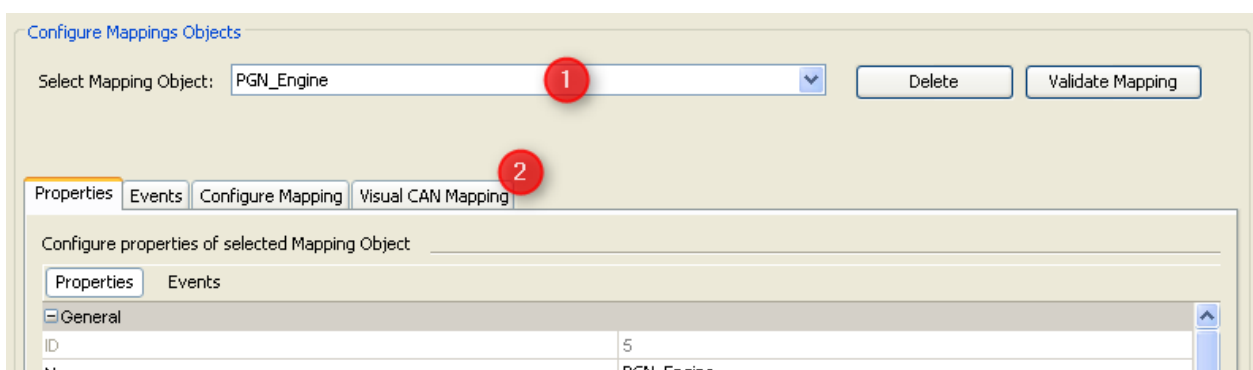 Configure Mappings Objects
Select Mapping Object: PGN_Engine 1 Delete Validate Mapping
2
Properties Events Configure Mapping Visual CAN Mapping
Configure properties of selected Mapping Object
Properties Events
General
ID 5
PGN_Engine